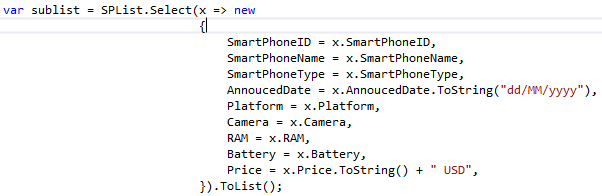 var sublist = SPList.Select(x => new
{
SmartPhoneID = x.SmartPhoneID,
SmartPhoneName = x.SmartPhoneName,
SmartPhoneType = x.SmartPhoneType,
AnnoucedDate = x.AnnoucedDate.ToString("dd/MM/yyyy"),
Platform = x.Platform,
Camera = x.Camera,
RAM = x.RAM,
Battery = x.Battery,
Price = x.Price.ToString() + " USD",
}).ToList();